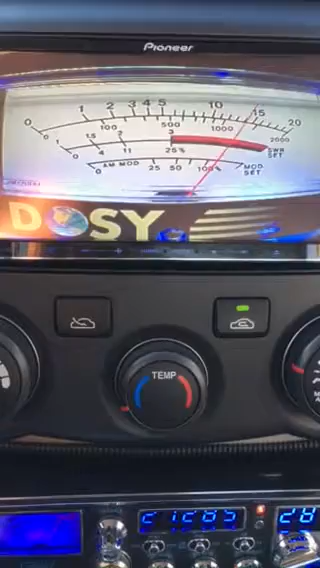 Pioneer
0 1 2 3 4 5 10 15 20
100 500 1000 2000
1 1.5 2 3 SWR SET
0 4 11 25%
0 AM MOD 25 50 100% MOD. SET
DOSY
TEMP